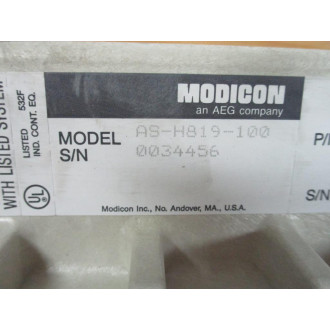 WITH LISTED SYSTEM
532F
LISTED
IND. CONT. EQ.
UL
MODICON
an AEG company
MODEL AS-H819-100
S/N 0034456
Modicon Inc., No. Andover, MA., U.S.A.
S/N